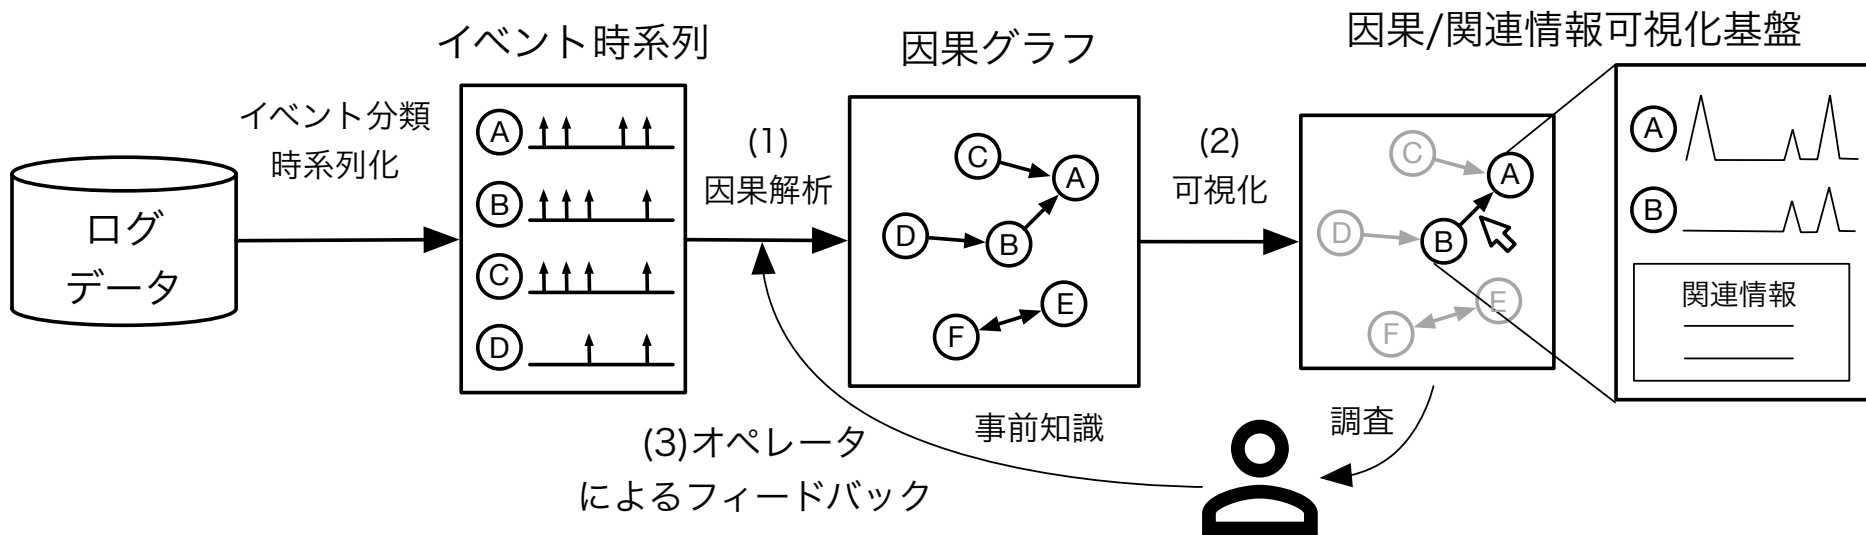 イベント時系列
因果グラフ
因果/関連情報可視化基盤
イベント分類
時系列化
ログ
データ
A
B
C
D
(1)
因果解析
C
A
D
B
E
F
(2)
可視化
C
A
D
B
E
F
A
B
関連情報
(3)オペレータ
によるフィードバック
事前知識
調査